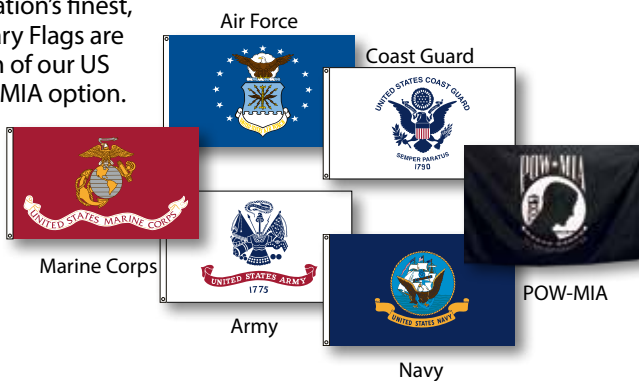 ation's finest,
ary Flags are
n of our US
MIA option.
Air Force
Coast Guard
UNITED STATES COAST GUARD
SEMPER PARATUS
1790
POW★MIA
UNITED STATES MARINE CORPS
Marine Corps
UNITED STATES ARMY
1775
Army
UNITED STATES NAVY
Navy
POW-MIA